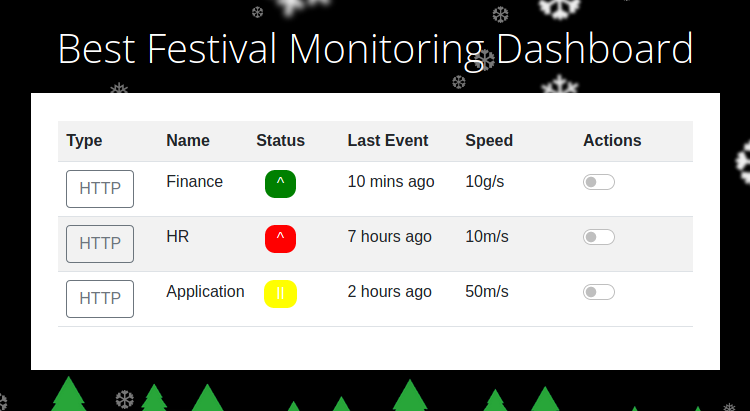 Best Festival Monitoring Dashboard
Type Name Status Last Event Speed Actions
HTTP Finance ^ 10 mins ago 10g/s
HTTP HR ^ 7 hours ago 10m/s
HTTP Application || 2 hours ago 50m/s